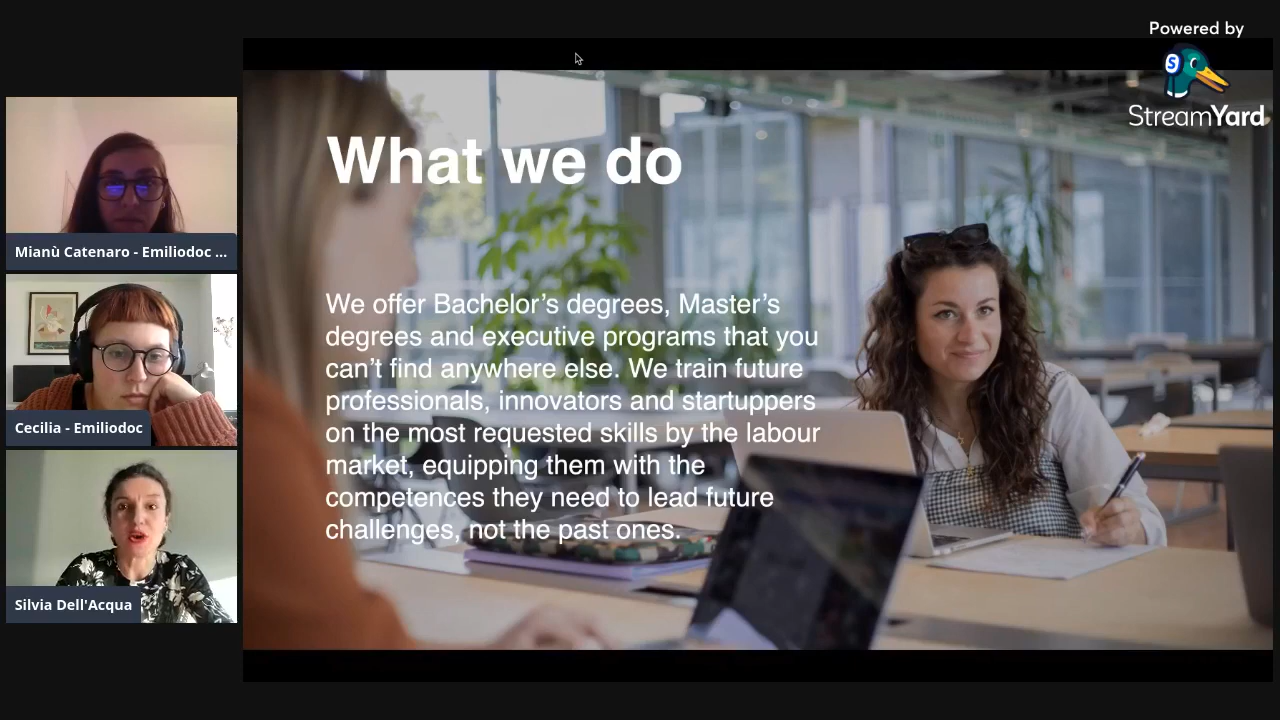 Powered by
StreamYard
Mianù Catenaro - Emiliodoc ...
Cecilia - Emiliodoc
Silvia Dell'Acqua
What we do
We offer Bachelor’s degrees, Master’s
degrees and executive programs that you
can’t find anywhere else. We train future
professionals, innovators and startuppers
on the most requested skills by the labour
market, equipping them with the
competences they need to lead future
challenges, not the past ones.